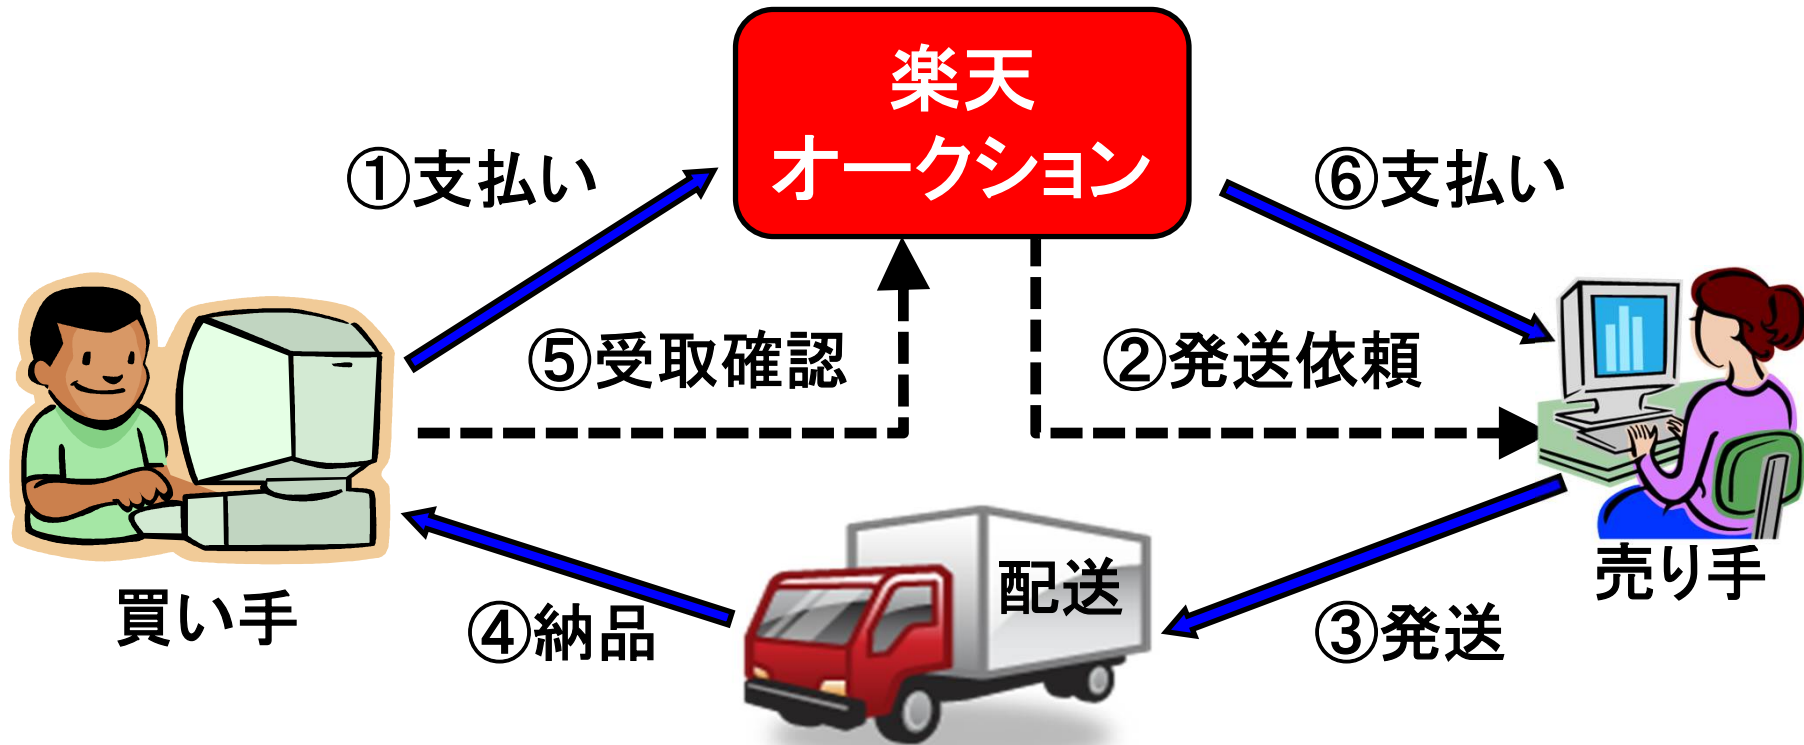 楽天
オークション
①支払い
⑥支払い
⑤受取確認
②発送依頼
買い手
④納品
配送
③発送
売り手